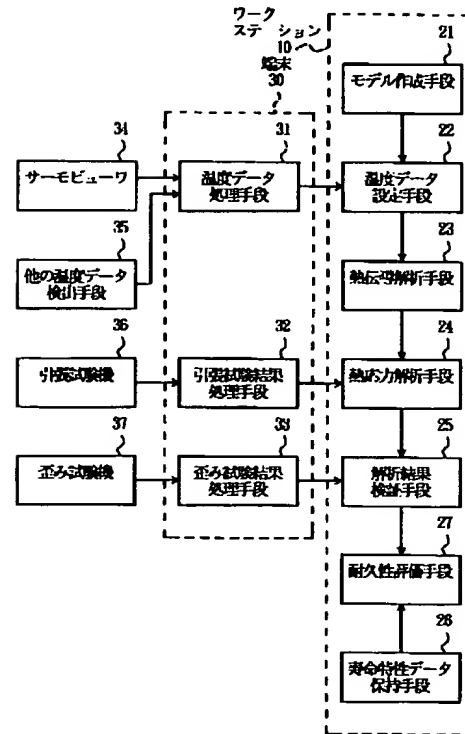 ワーク
ステーション
10
端末
30
21
モデル作成手段
34
31
22
サーモビューワ
温度データ
処理手段
温度データ
設定手段
35
23
他の温度データ
検出手段
熱伝導解析手段
36
32
24
引張試験機
引張試験結果
処理手段
熱応力解析手段
37
33
25
歪み試験機
歪み試験結果
処理手段
解析結果
検証手段
27
耐久性評価手段
26
寿命特性データ
保持手段